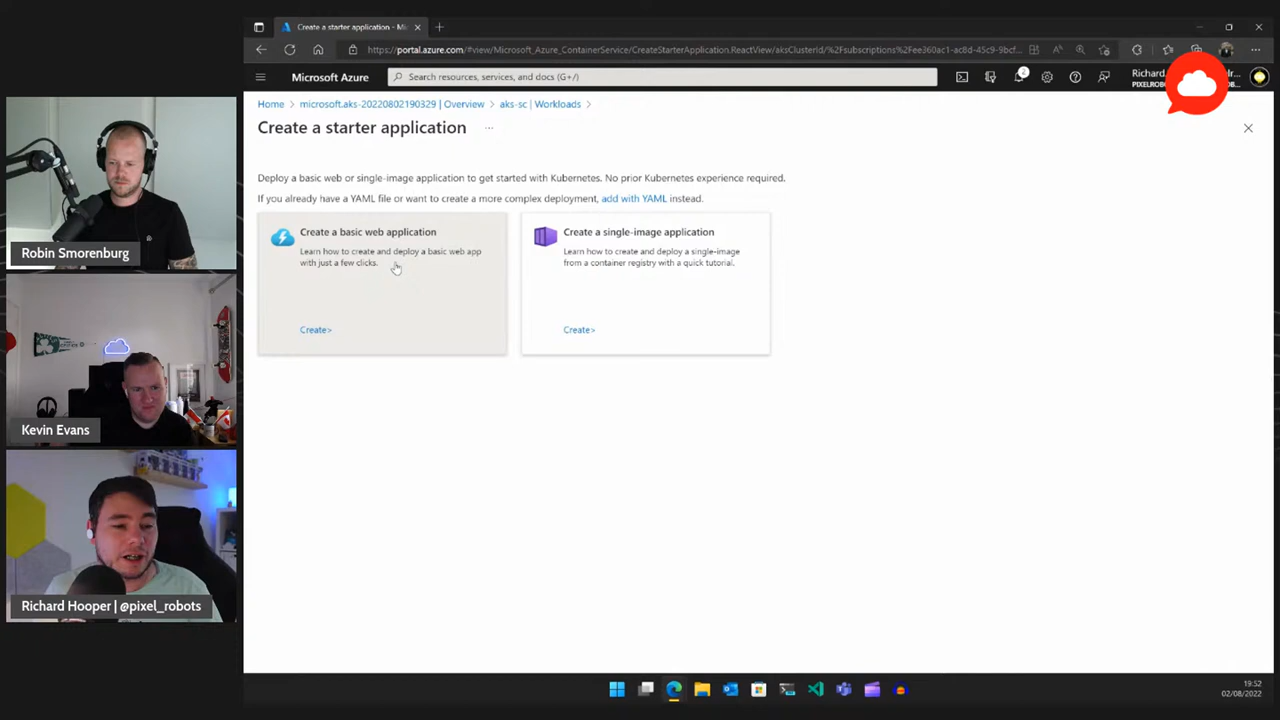 Create a starter application - Mi
https://portal.azure.com/#view/Microsoft_Azure_ContainerService/CreateStarterApplication.ReactView/aksClusterId/%2Fsubscriptions%2Fee360ac1-ac8d-45c9-9bcf...
Microsoft Azure
Search resources, services, and docs (G+/)
2
Richard.
PIXELROB
Home > microsoft.aks-20220802190329 | Overview > aks-sc | Workloads >
Create a starter application ...
Deploy a basic web or single-image application to get started with Kubernetes. No prior Kubernetes experience required.
If you already have a YAML file or want to create a more complex deployment, add with YAML instead.
Create a basic web application
Learn how to create and deploy a basic web app
with just a few clicks.
Create>
Create a single-image application
Learn how to create and deploy a single-image
from a container registry with a quick tutorial.
Create>
Robin Smorenburg
Kevin Evans
Richard Hooper | @pixel_robots
19:52
02/08/2022